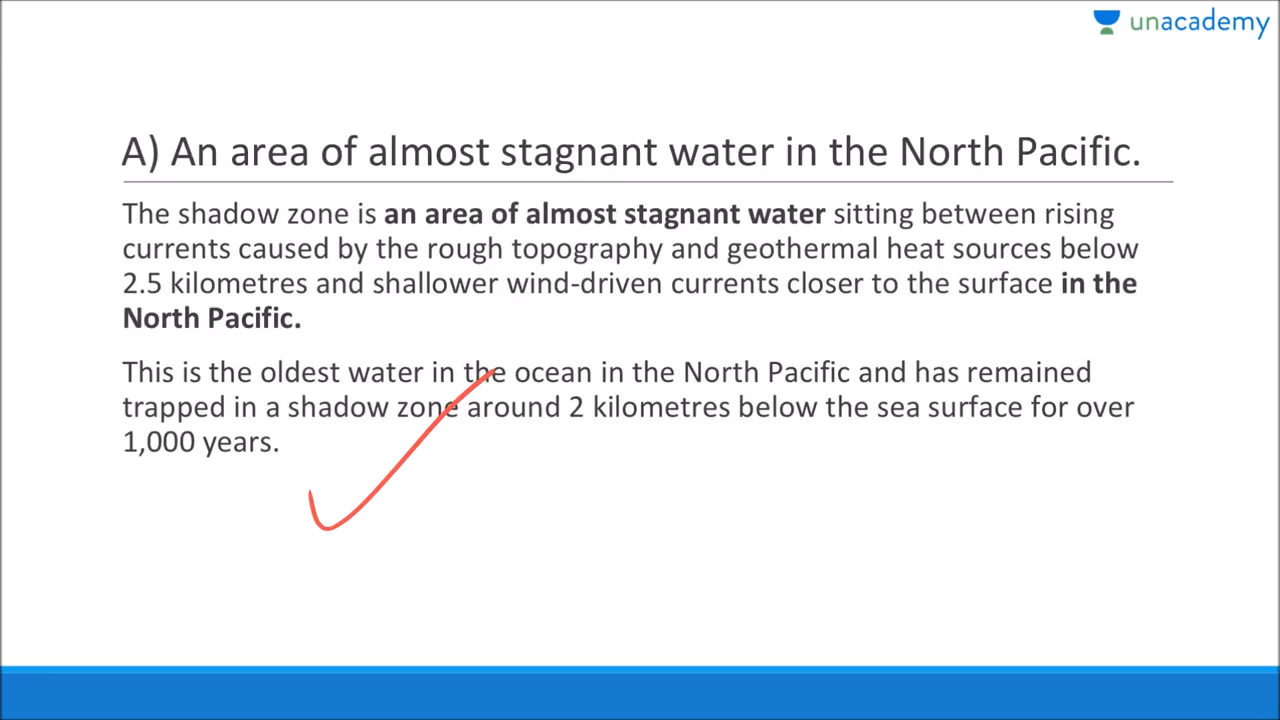 unacademy
A) An area of almost stagnant water in the North Pacific.
The shadow zone is an area of almost stagnant water sitting between rising
currents caused by the rough topography and geothermal heat sources below
2.5 kilometres and shallower wind-driven currents closer to the surface in the
North Pacific.
This is the oldest water in the ocean in the North Pacific and has remained
trapped in a shadow zone around 2 kilometres below the sea surface for over
1,000 years.